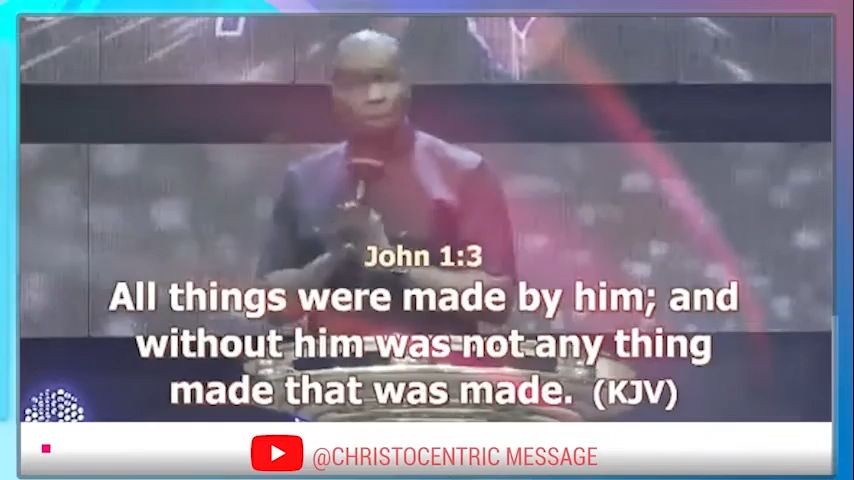 John 1:3
All things were made by him; and
without him was not any thing
made that was made. (KJV)
@CHRISTOCENTRIC MESSAGE